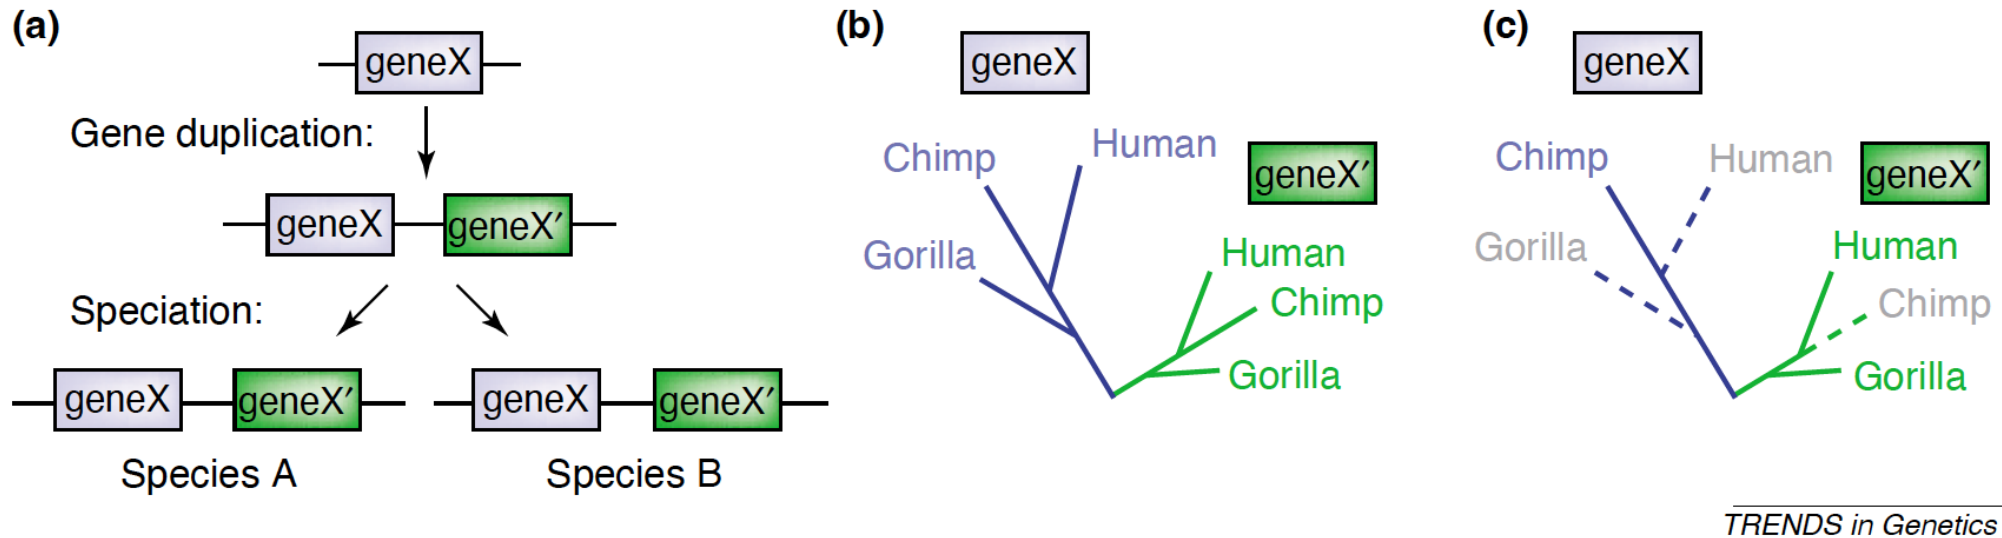 (a)
geneX
Gene duplication:
geneX
geneX′
Speciation:
geneX
geneX′
geneX
geneX′
Species A
Species B
(b)
geneX
Chimp
Human
geneX′
Gorilla
Human
Chimp
Gorilla
(c)
geneX
Chimp
Human
geneX′
Gorilla
Human
Chimp
Gorilla
TRENDS in Genetics